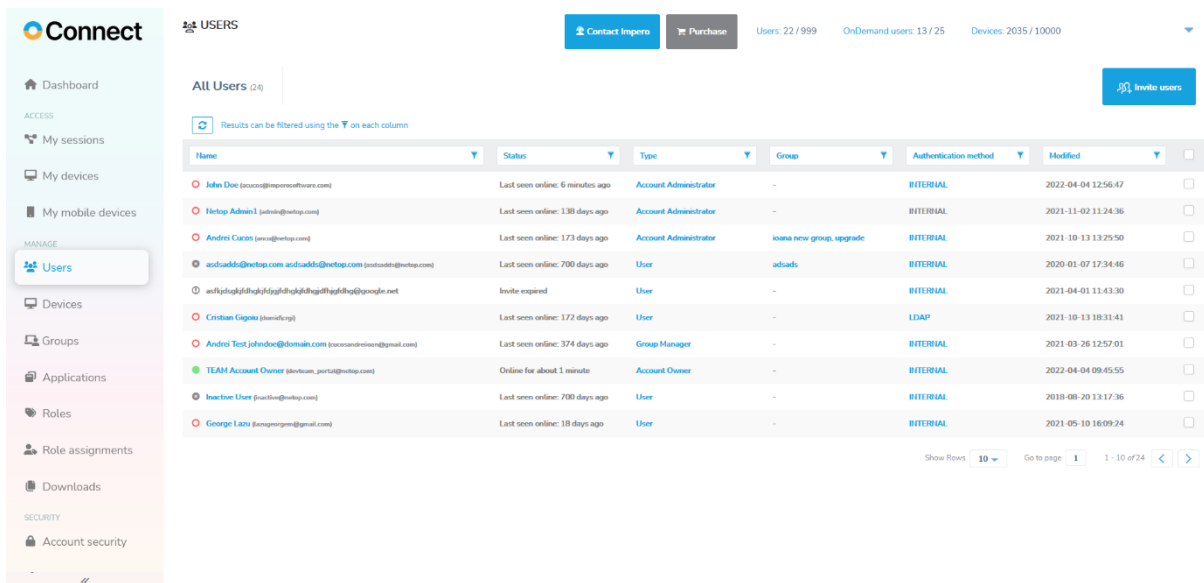 Connect
USERS
Contact Impero
Purchase
Users: 22 / 999
OnDemand users: 13 / 25
Devices: 2035 / 10000
Dashboard
ACCESS
My sessions
My devices
My mobile devices
MANAGE
Users
Devices
Groups
Applications
Roles
Role assignments
Downloads
SECURITY
Account security
All Users (24)
Invite users
Results can be filtered using the on each column
Name Status Type Group Authentication method Modified
John Doe (acucos@imperosoftware.com) Last seen online: 6 minutes ago Account Administrator - INTERNAL 2022-04-04 12:56:47
Netop Admin1 (admin@netop.com) Last seen online: 138 days ago Account Administrator - INTERNAL 2021-11-02 11:24:36
Andrei Cucos (ancu@netop.com) Last seen online: 173 days ago Account Administrator ioana new group, upgrade INTERNAL 2021-10-13 13:25:50
asdsadds@netop.com asdsadds@netop.com (asdsadds@netop.com) Last seen online: 700 days ago User adsads INTERNAL 2020-01-07 17:34:46
Invite expired User - INTERNAL 2021-04-01 11:43:30
Cristian Gigoiu Last seen online: 172 days ago User - LDAP 2021-10-13 18:31:41
Andrei Test johndoe@domain.com (cucosandreiioan@gmail.com) Last seen online: 374 days ago Group Manager - INTERNAL 2021-03-26 12:57:01
TEAM Account Owner (devteam_portal@netop.com) Online for about 1 minute Account Owner - INTERNAL 2022-04-04 09:45:55
Inactive User (inactive@netop.com) Last seen online: 700 days ago User - INTERNAL 2018-08-20 13:17:36
George Lazu (lazugeorgem@gmail.com) Last seen online: 18 days ago User - INTERNAL 2021-05-10 16:09:24
Show Rows 10 Go to page 1 1 - 10 of 24